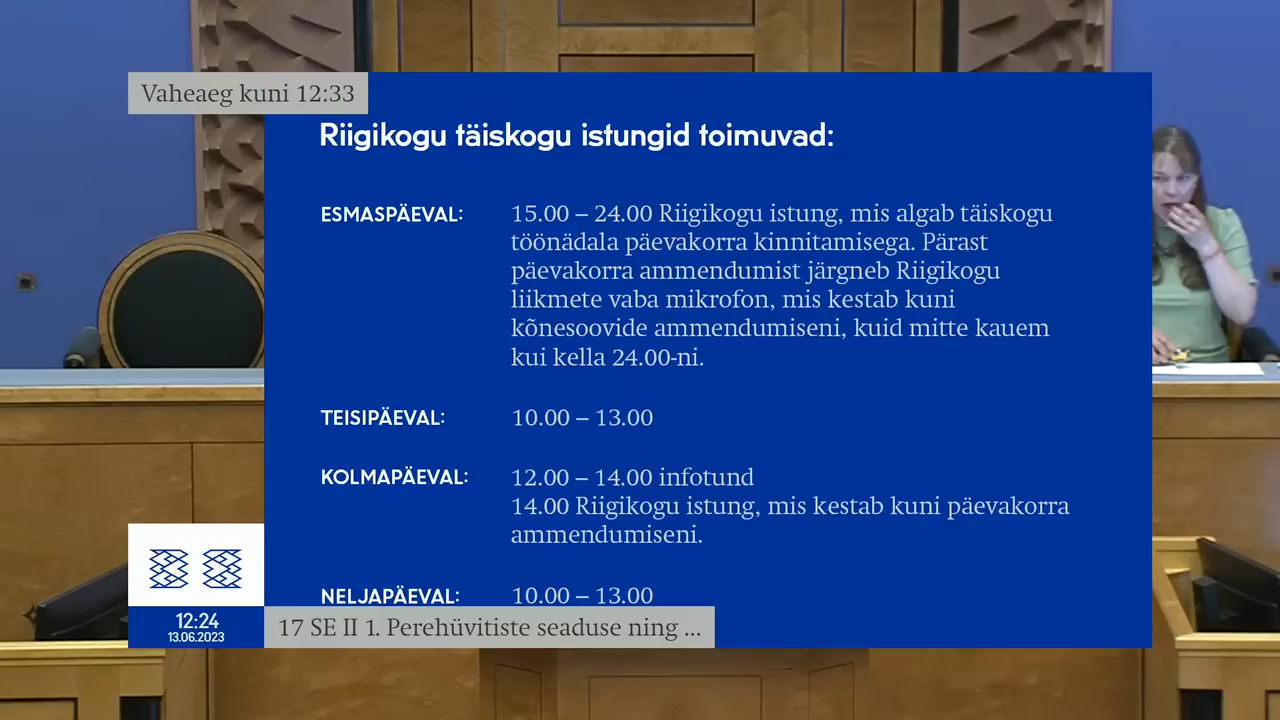 Vaheaeg kuni 12:33
Riigikogu täiskogu istungid toimuvad:
ESMASPÄEVAL:
15.00 – 24.00 Riigikogu istung, mis algab täiskogu
töönädala päevakorra kinnitamisega. Pärast
päevakorra ammendumist järgneb Riigikogu
liikmete vaba mikrofon, mis kestab kuni
kõnesoovide ammendumiseni, kuid mitte kauem
kui kella 24.00-ni.
TEISIPÄEVAL:
10.00 – 13.00
KOLMAPÄEVAL:
12.00 – 14.00 infotund
14.00 Riigikogu istung, mis kestab kuni päevakorra
ammendumiseni.
NELJAPÄEVAL:
10.00 – 13.00
12:24
13.06.2023
17 SE II 1. Perehüvitiste seaduse ning ...